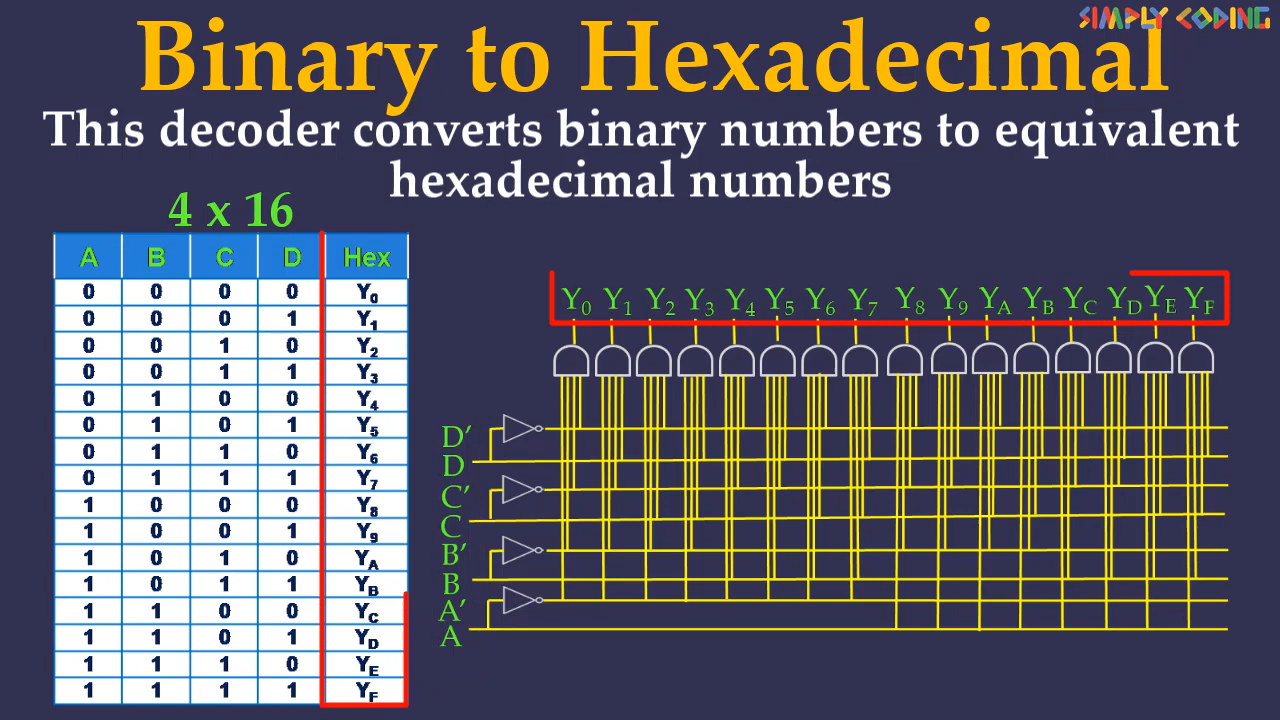 SIMPLY CODING
Binary to Hexadecimal
This decoder converts binary numbers to equivalent
hexadecimal numbers
4 x 16
A B C D Hex
0 0 0 0 Y0
0 0 0 1 Y1
0 0 1 0 Y2
0 0 1 1 Y3
0 1 0 0 Y4
0 1 0 1 Y5
0 1 1 0 Y6
0 1 1 1 Y7
1 0 0 0 Y8
1 0 0 1 Y9
1 0 1 0 YA
1 0 1 1 YB
1 1 0 0 YC
1 1 0 1 YD
1 1 1 0 YE
1 1 1 1 YF
Y0 Y1 Y2 Y3 Y4 Y5 Y6 Y7 Y8 Y9 YA YB YC YD YE YF
D′
D
C′
C
B′
B
A′
A